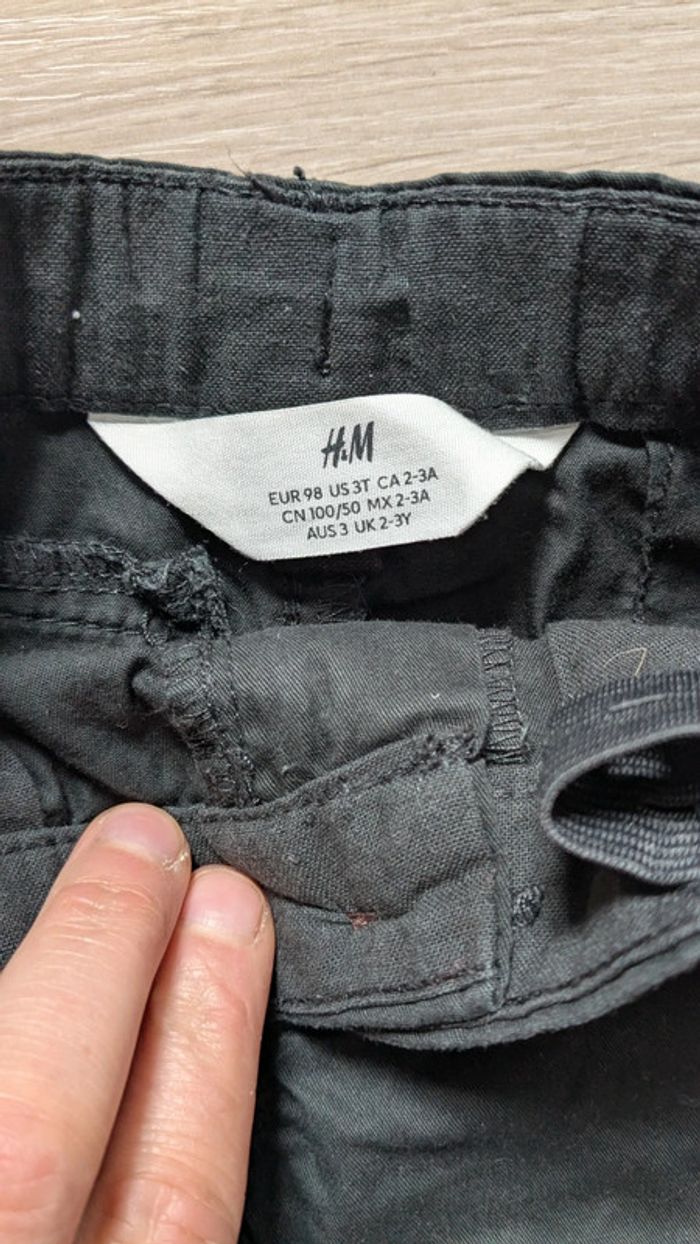 H&M
EUR 98 US 3T CA 2-3A
CN 100/50 MX 2-3A
AUS 3 UK 2-3Y